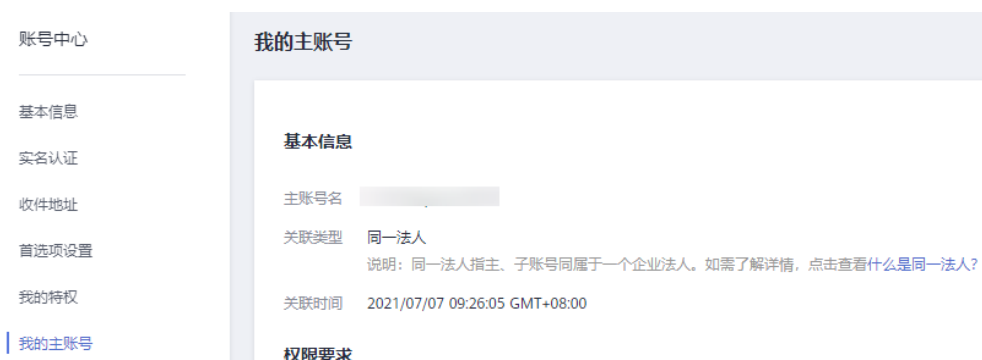 账号中心
基本信息
实名认证
收件地址
首选项设置
我的特权
我的主账号
我的主账号
基本信息
主账号名
关联类型 同一法人
说明：同一法人指主、子账号同属于一个企业法人。如需了解详情，点击查看什么是同一法人?
关联时间 2021/07/07 09:26:05 GMT+08:00
权限要求